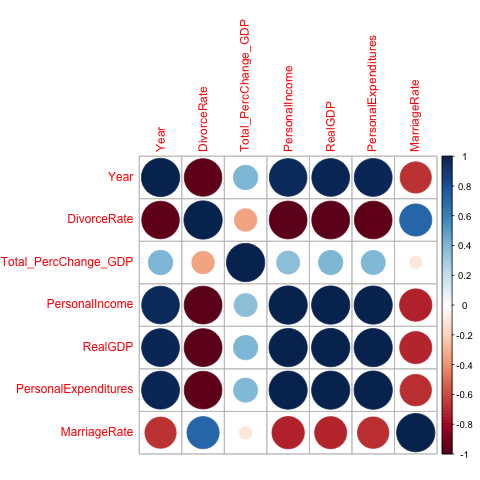 Year
DivorceRate
Total_PercChange_GDP
PersonalIncome
RealGDP
PersonalExpenditures
MarriageRate
Year
DivorceRate
Total_PercChange_GDP
PersonalIncome
RealGDP
PersonalExpenditures
MarriageRate
1
0.8
0.6
0.4
0.2
0
-0.2
-0.4
-0.6
-0.8
-1